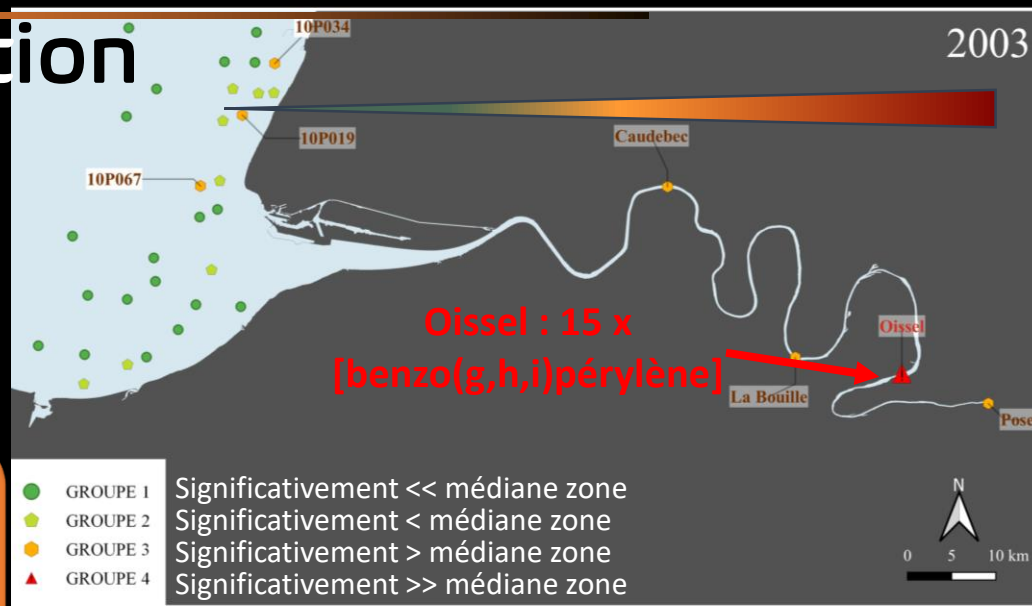 ion
2003
10P034
10P019
10P067
Caudebec
Oissel : 15 x
[benzo(g,h,i)pérylène]
Oissel
La Bouille
Pose
GROUPE 1 Significativement << médiane zone
GROUPE 2 Significativement < médiane zone
GROUPE 3 Significativement > médiane zone
GROUPE 4 Significativement >> médiane zone
N
0 5 10 km